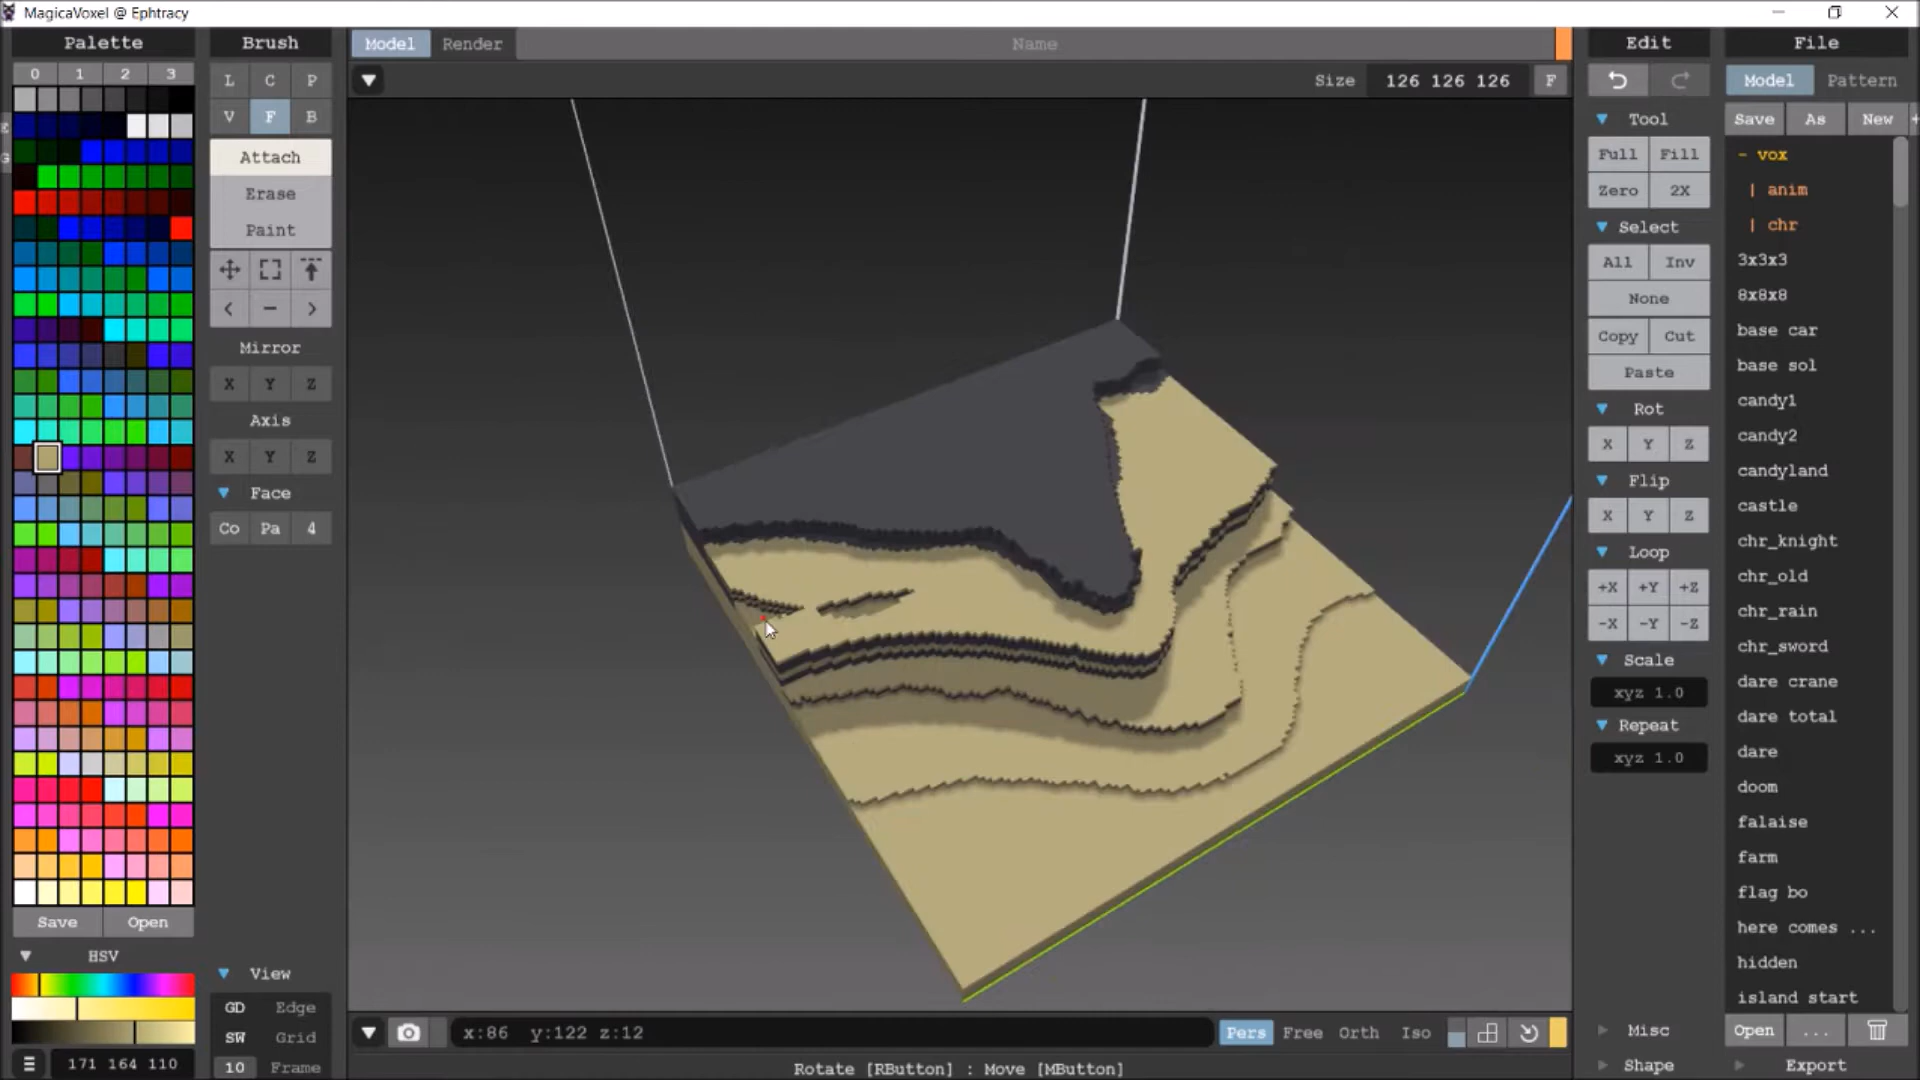 MagicaVoxel @ Ephtracy
Palette
0 1 2 3
Save Open
HSV
171 164 110
Brush
L C P
V F B
Attach
Erase
Paint
< - >
Mirror
X Y Z
Axis
X Y Z
Face
Co Pa 4
View
GD Edge
SW Grid
10 Frame
Model Render Name
Size 126 126 126 F
x:86 y:122 z:12
Pers Free Orth Iso
Rotate [RButton] : Move [MButton]
Edit
Tool
Full Fill
Zero 2X
Select
All Inv
None
Copy Cut
Paste
Rot
X Y Z
Flip
X Y Z
Loop
+X +Y +Z
-X -Y -Z
Scale
xyz 1.0
Repeat
xyz 1.0
Misc
Shape
File
Model Pattern
Save As New +
- vox
| anim
| chr
3x3x3
8x8x8
base car
base sol
candy1
candy2
candyland
castle
chr_knight
chr_old
chr_rain
chr_sword
dare crane
dare total
dare
doom
falaise
farm
flag bo
here comes ...
hidden
island start
Open ...
Export
E
G